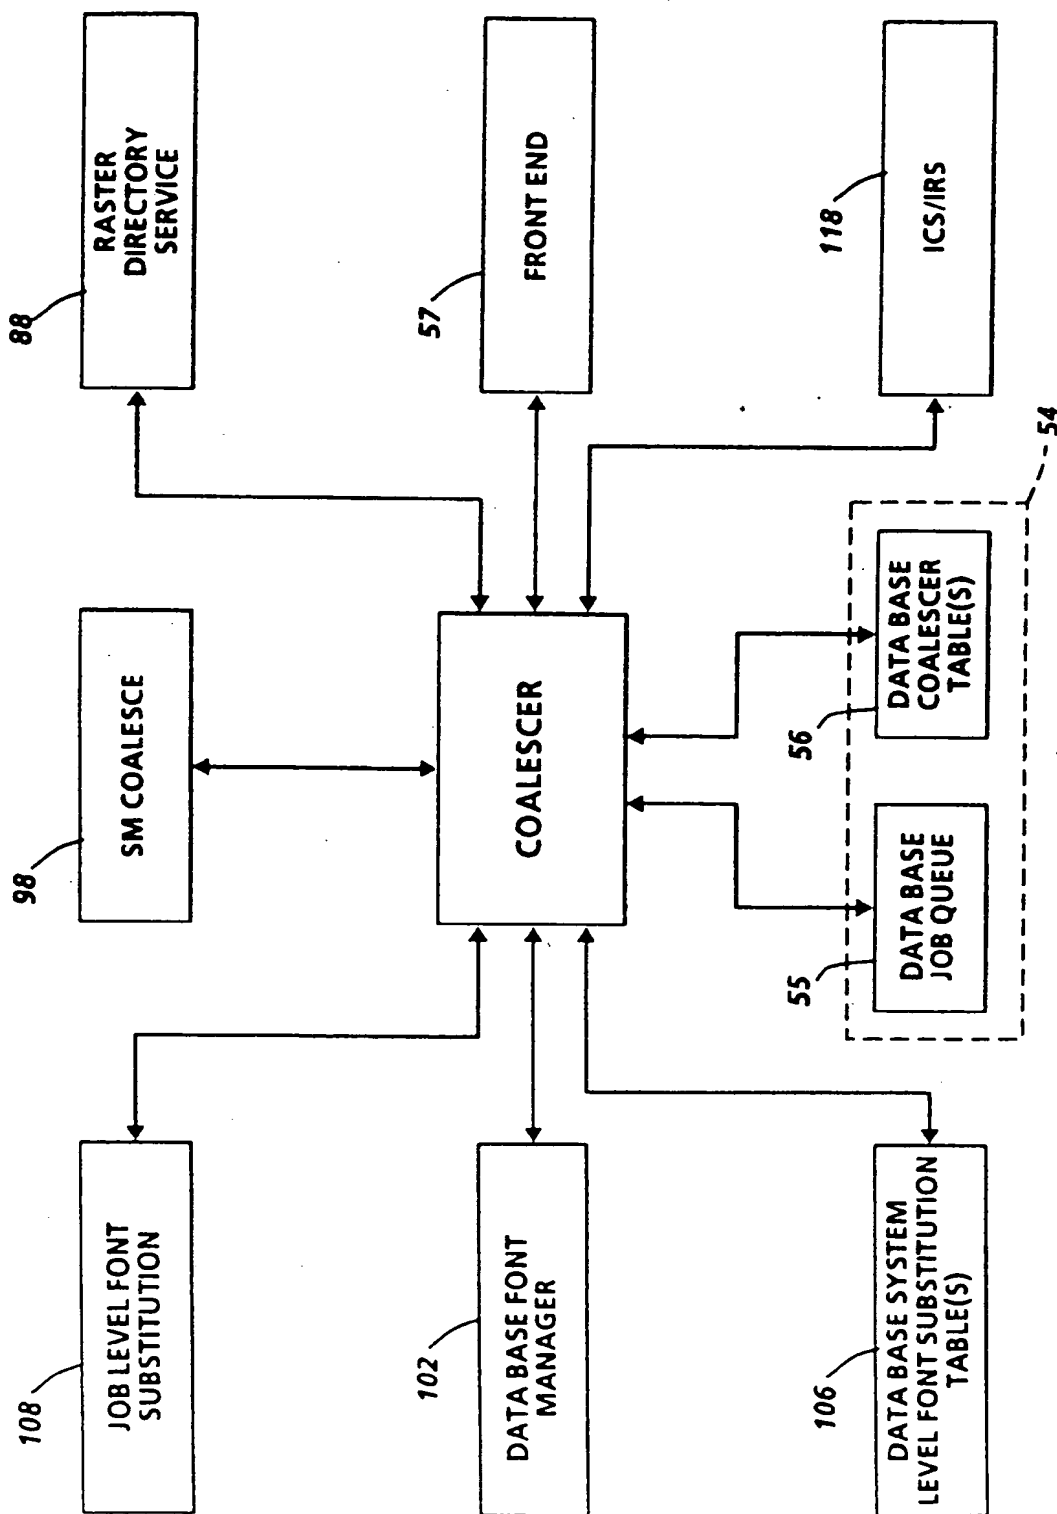 108
JOB LEVEL FONT
SUBSTITUTION
98
SM COALESCE
88
RASTER
DIRECTORY
SERVICE
102
DATA BASE FONT
MANAGER
COALESCER
57
FRONT END
106
DATA BASE SYSTEM
LEVEL FONT SUBSTITUTION
TABLE(S)
55
DATA BASE
JOB QUEUE
56
DATA BASE
COALESCER
TABLE(S)
118
ICS/IRS
54